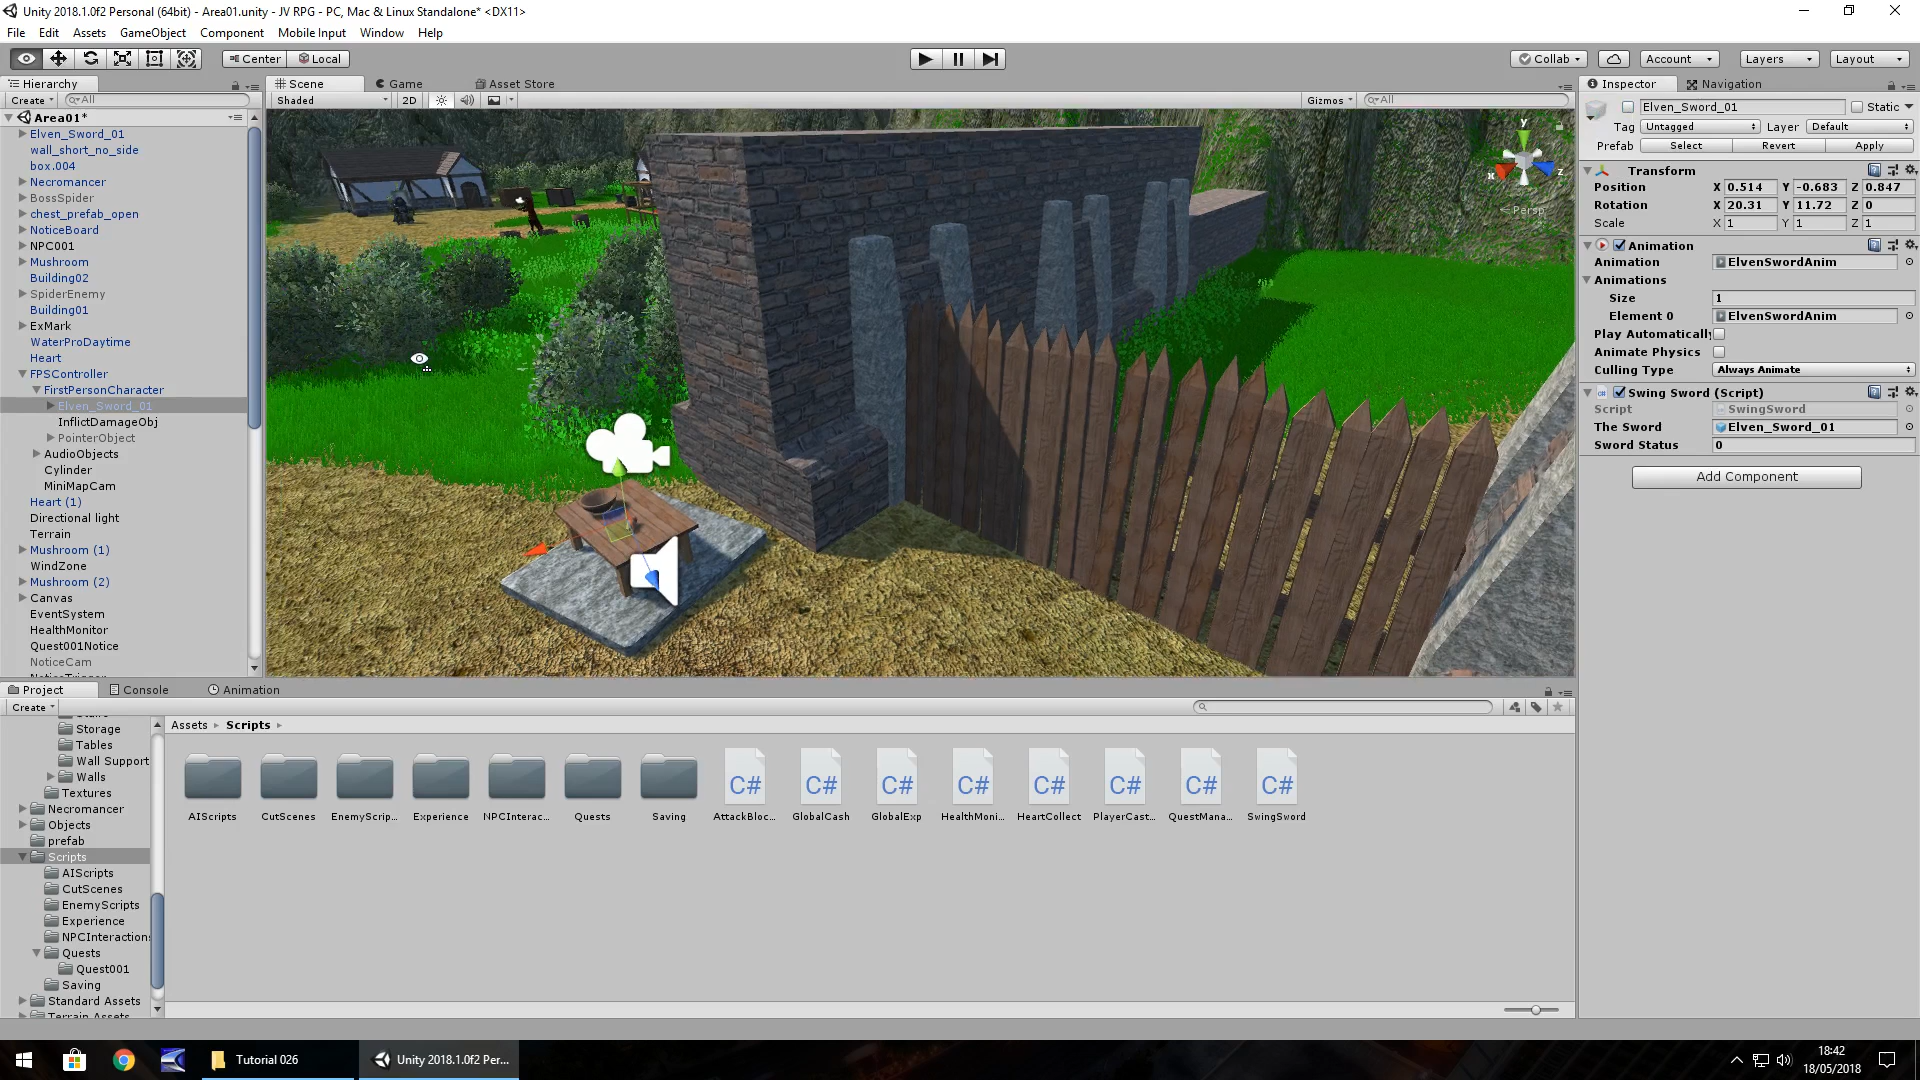 Unity 2018.1.0f2 Personal (64bit) - Area01.unity - JV RPG - PC, Mac & Linux Standalone* <DX11>
File Edit Assets GameObject Component Mobile Input Window Help
Center Local Collab Account Layers Layout
Hierarchy
Create All
Area01*
Elven_Sword_01
wall_short_no_side
box.004
Necromancer
BossSpider
chest_prefab_open
NoticeBoard
NPC001
Mushroom
Building02
SpiderEnemy
Building01
ExMark
WaterProDaytime
Heart
FPSController
FirstPersonCharacter
Elven_Sword_01
InflictDamageObj
PointerObject
AudioObjects
Cylinder
MiniMapCam
Heart (1)
Directional light
Terrain
Mushroom (1)
WindZone
Mushroom (2)
Canvas
EventSystem
HealthMonitor
Quest001Notice
NoticeCam
Scene Game Asset Store
Shaded 2D Gizmos All
y
x
z
Persp
Inspector Navigation
Elven_Sword_01 Static
Tag Untagged Layer Default
Prefab Select Revert Apply
Transform
Position X 0.514 Y -0.683 Z 0.847
Rotation X 20.31 Y 11.72 Z 0
Scale X 1 Y 1 Z 1
Animation
Animation ElvenSwordAnim
Animations
Size 1
Element 0 ElvenSwordAnim
Play Automatically
Animate Physics
Culling Type Always Animate
Swing Sword (Script)
Script SwingSword
The Sword Elven_Sword_01
Sword Status 0
Add Component
Project Console Animation
Create
Storage
Tables
Wall Support
Walls
Textures
Necromancer
Objects
prefab
Scripts
AIScripts
CutScenes
EnemyScripts
Experience
NPCInteractions
Quests
Quest001
Saving
Standard Assets
Terrain Assets
Assets Scripts
C# C# C# C# C# C# C# C#
AIScripts CutScenes EnemyScrip... Experience NPCInterac... Quests Saving AttackBloc... GlobalCash GlobalExp HealthMoni... HeartCollect PlayerCast... QuestMana... SwingSword
Tutorial 026
Unity 2018.1.0f2 Per...
18:42
18/05/2018